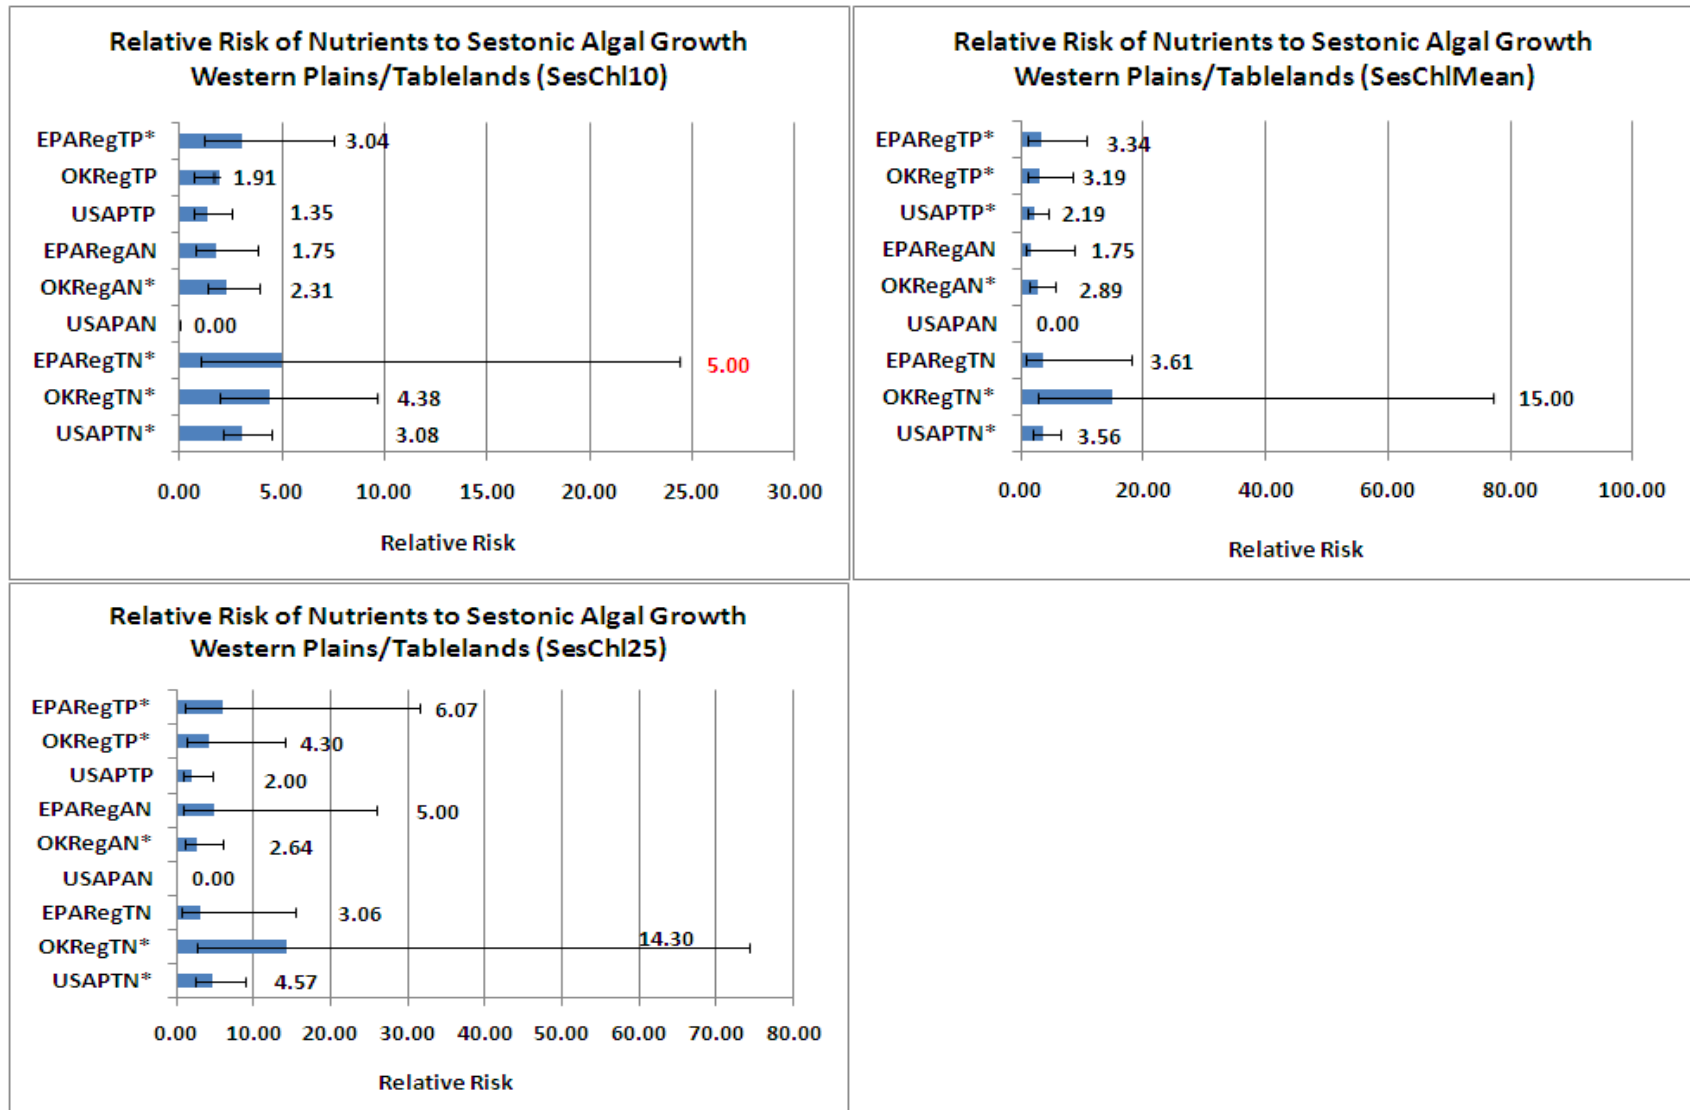 Relative Risk of Nutrients to Sestonic Algal Growth
Western Plains/Tablelands (SesChl10)
EPARegTP* 3.04
OKRegTP 1.91
USAPTP 1.35
EPARegAN 1.75
OKRegAN* 2.31
USAPAN 0.00
EPARegTN* 5.00
OKRegTN* 4.38
USAPTN* 3.08
0.00 5.00 10.00 15.00 20.00 25.00 30.00
Relative Risk
Relative Risk of Nutrients to Sestonic Algal Growth
Western Plains/Tablelands (SesChlMean)
EPARegTP* 3.34
OKRegTP* 3.19
USAPTP* 2.19
EPARegAN 1.75
OKRegAN* 2.89
USAPAN 0.00
EPARegTN 3.61
OKRegTN* 15.00
USAPTN* 3.56
0.00 20.00 40.00 60.00 80.00 100.00
Relative Risk
Relative Risk of Nutrients to Sestonic Algal Growth
Western Plains/Tablelands (SesChl25)
EPARegTP* 6.07
OKRegTP* 4.30
USAPTP 2.00
EPARegAN 5.00
OKRegAN* 2.64
USAPAN 0.00
EPARegTN 3.06
OKRegTN* 14.30
USAPTN* 4.57
0.00 10.00 20.00 30.00 40.00 50.00 60.00 70.00 80.00
Relative Risk